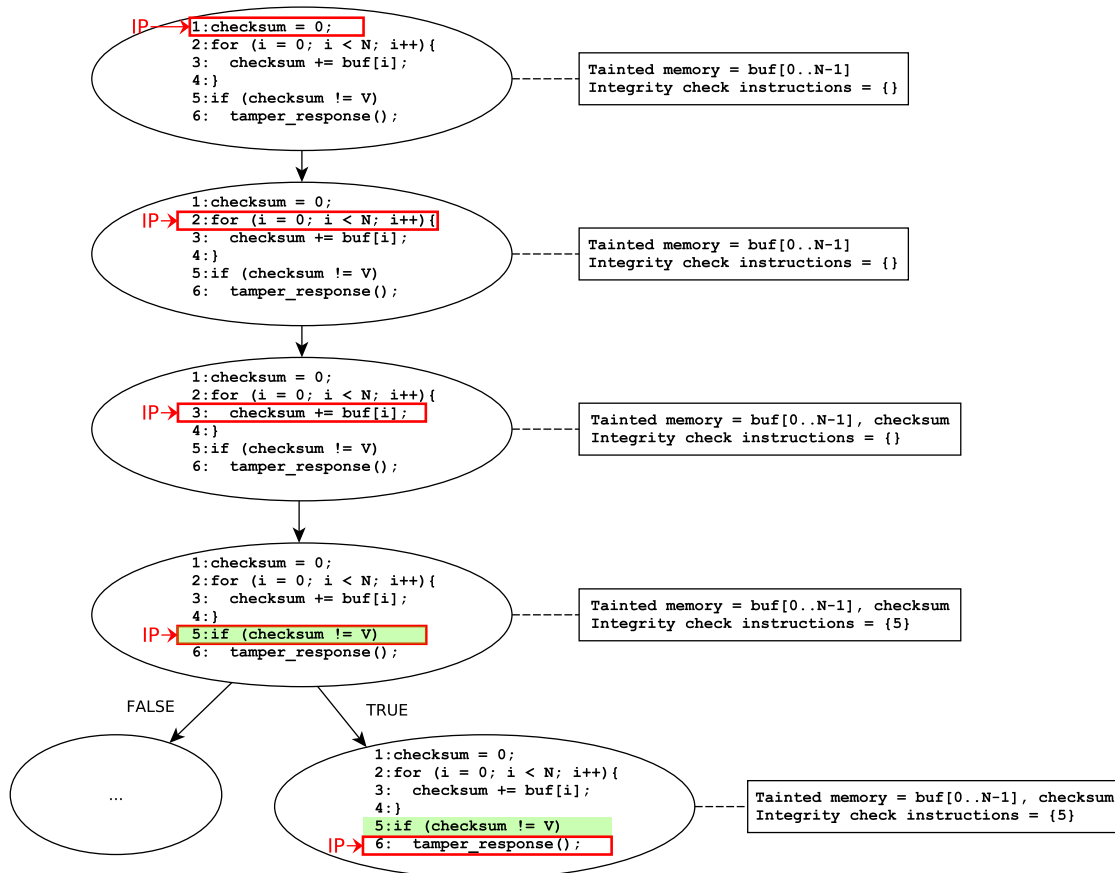 IP
1:checksum = 0;
2:for (i = 0; i < N; i++){
3:  checksum += buf[i];
4:}
5:if (checksum != V)
6:  tamper_response();
Tainted memory = buf[0..N-1]
Integrity check instructions = {}
1:checksum = 0;
IP
2:for (i = 0; i < N; i++){
3:  checksum += buf[i];
4:}
5:if (checksum != V)
6:  tamper_response();
Tainted memory = buf[0..N-1]
Integrity check instructions = {}
1:checksum = 0;
2:for (i = 0; i < N; i++){
IP
3:  checksum += buf[i];
4:}
5:if (checksum != V)
6:  tamper_response();
Tainted memory = buf[0..N-1], checksum
Integrity check instructions = {}
1:checksum = 0;
2:for (i = 0; i < N; i++){
3:  checksum += buf[i];
4:}
IP
5:if (checksum != V)
6:  tamper_response();
Tainted memory = buf[0..N-1], checksum
Integrity check instructions = {5}
FALSE
TRUE
...
1:checksum = 0;
2:for (i = 0; i < N; i++){
3:  checksum += buf[i];
4:}
5:if (checksum != V)
IP
6:  tamper_response();
Tainted memory = buf[0..N-1], checksum
Integrity check instructions = {5}